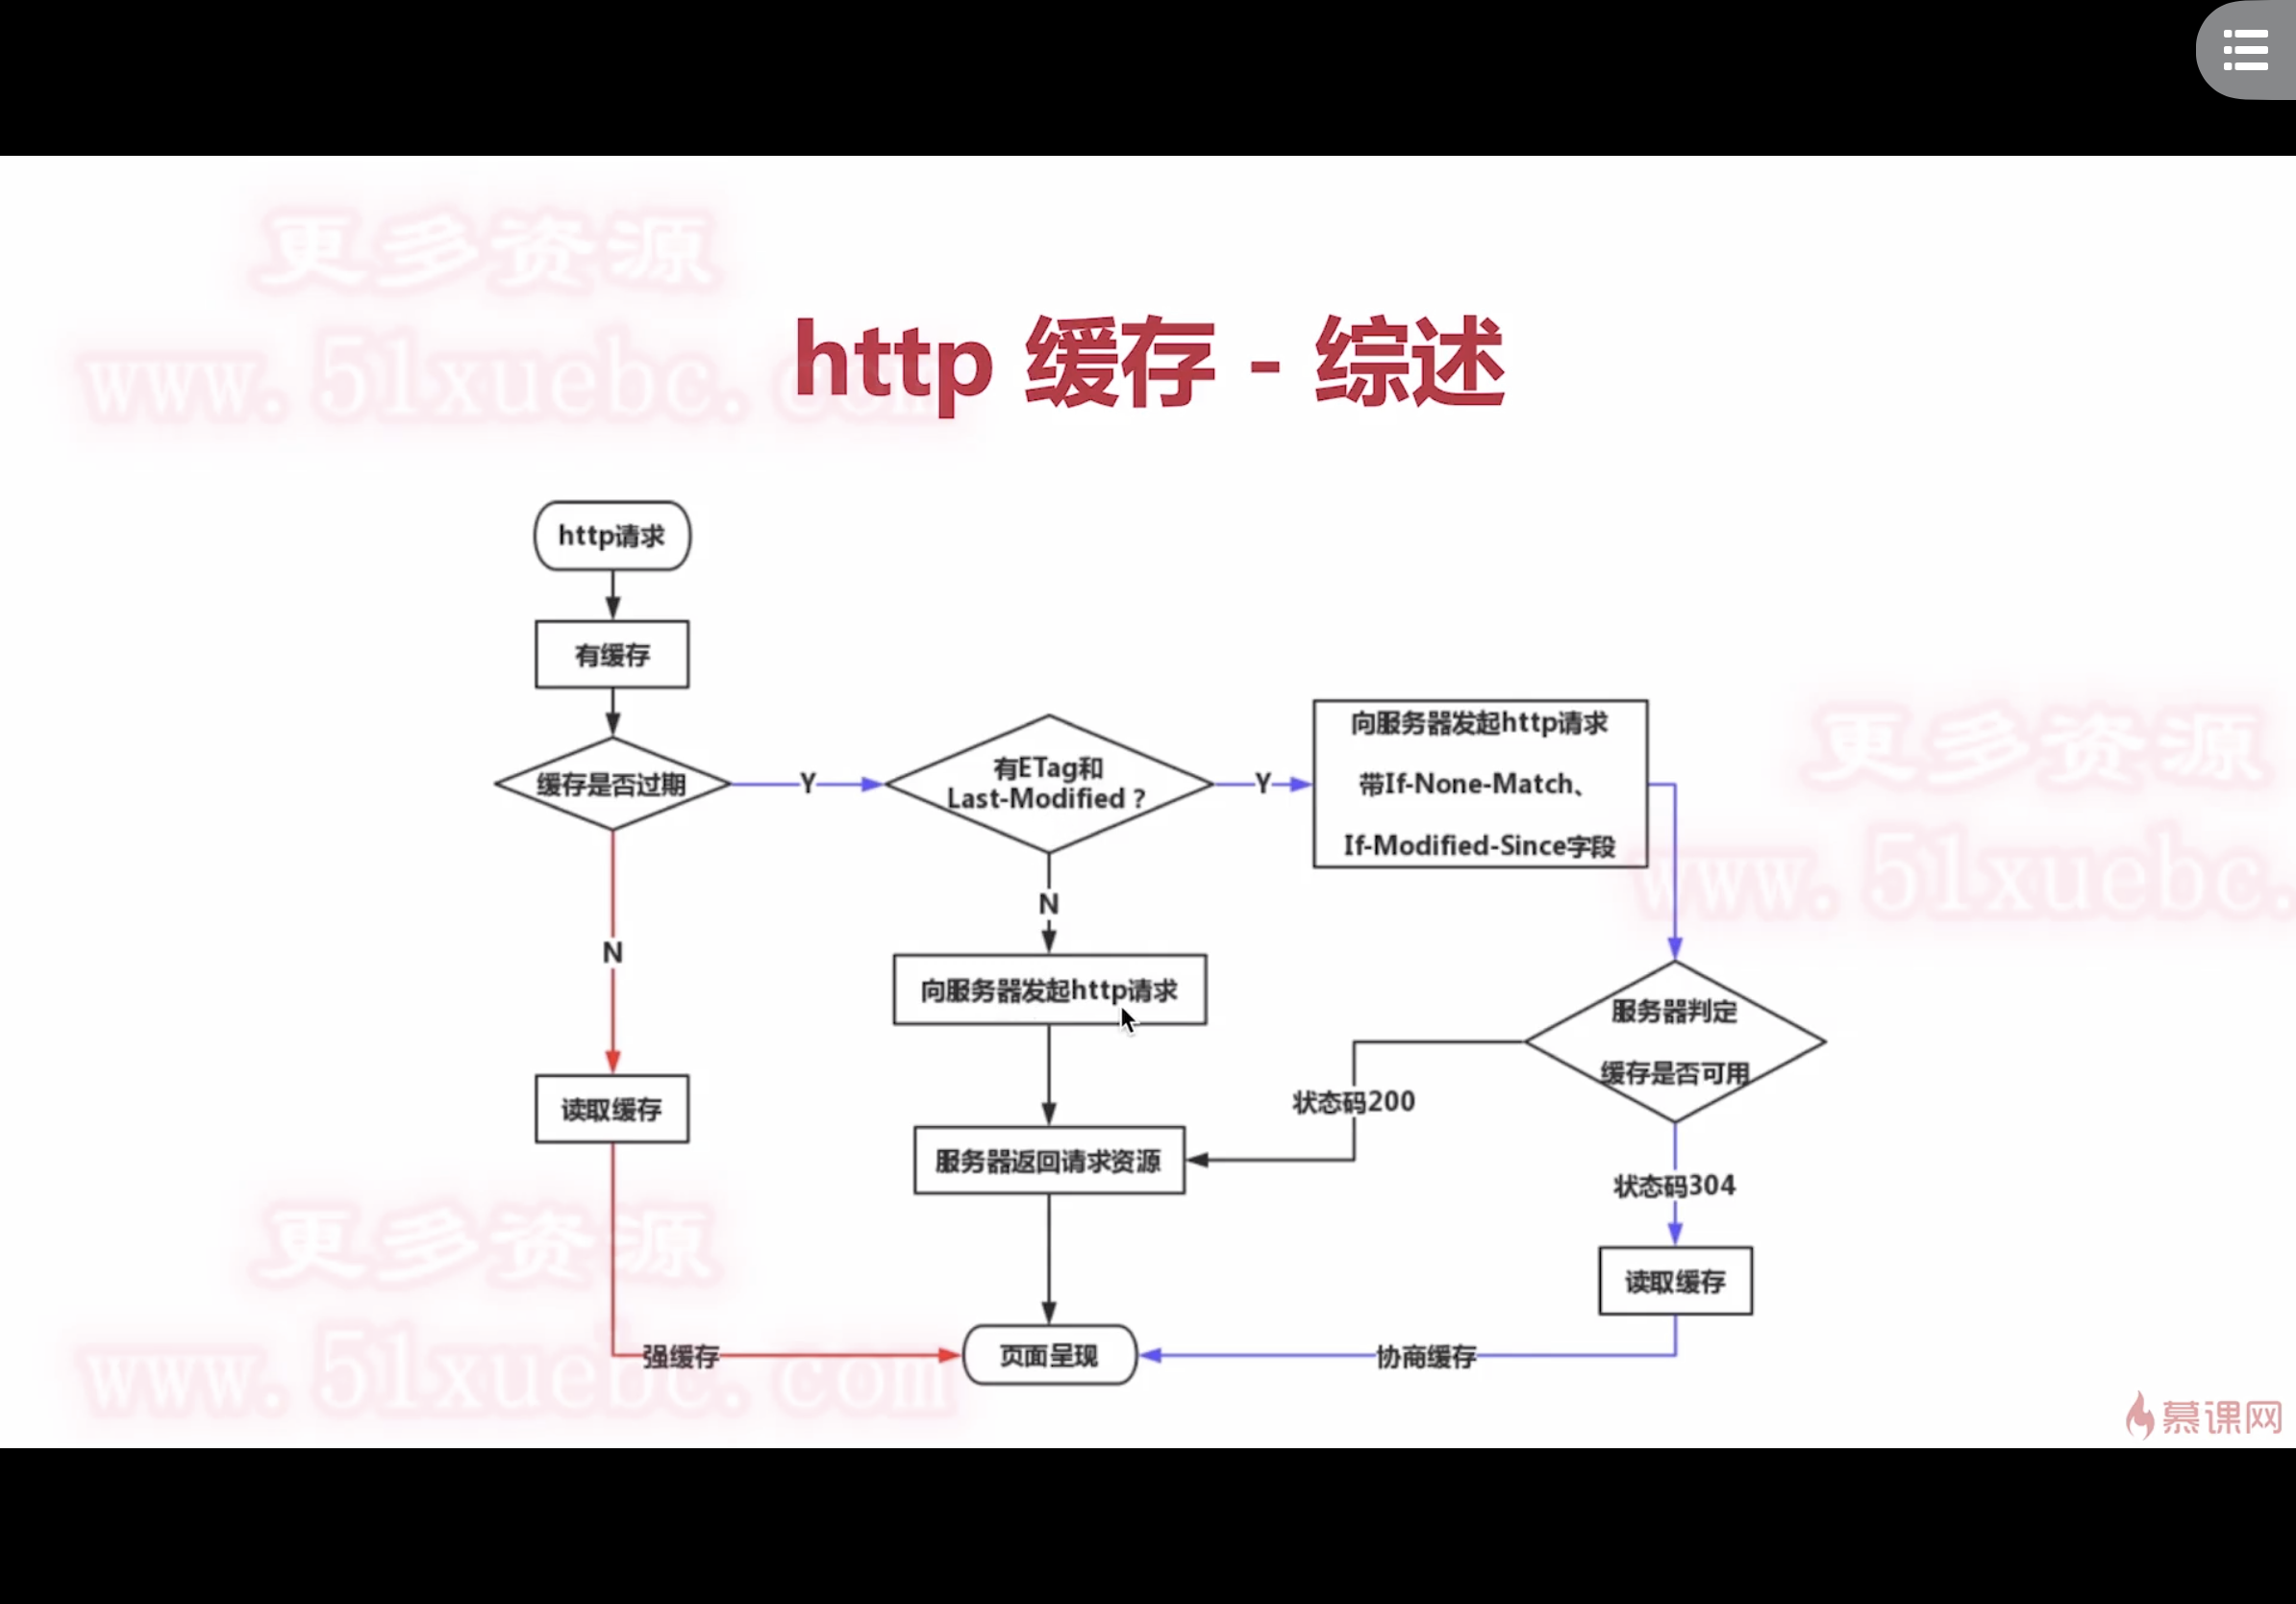 更多资源
www.51xuebc.com
http 缓存 - 综述
http请求
有缓存
缓存是否过期
Y
有ETag和
Last-Modified ?
Y
向服务器发起http请求
带If-None-Match、
If-Modified-Since字段
更多资源
www.51xuebc.
N
N
向服务器发起http请求
服务器判定
缓存是否可用
状态码200
读取缓存
服务器返回请求资源
状态码304
更多资源
www.51xuebc.com
读取缓存
强缓存
页面呈现
协商缓存
慕课网